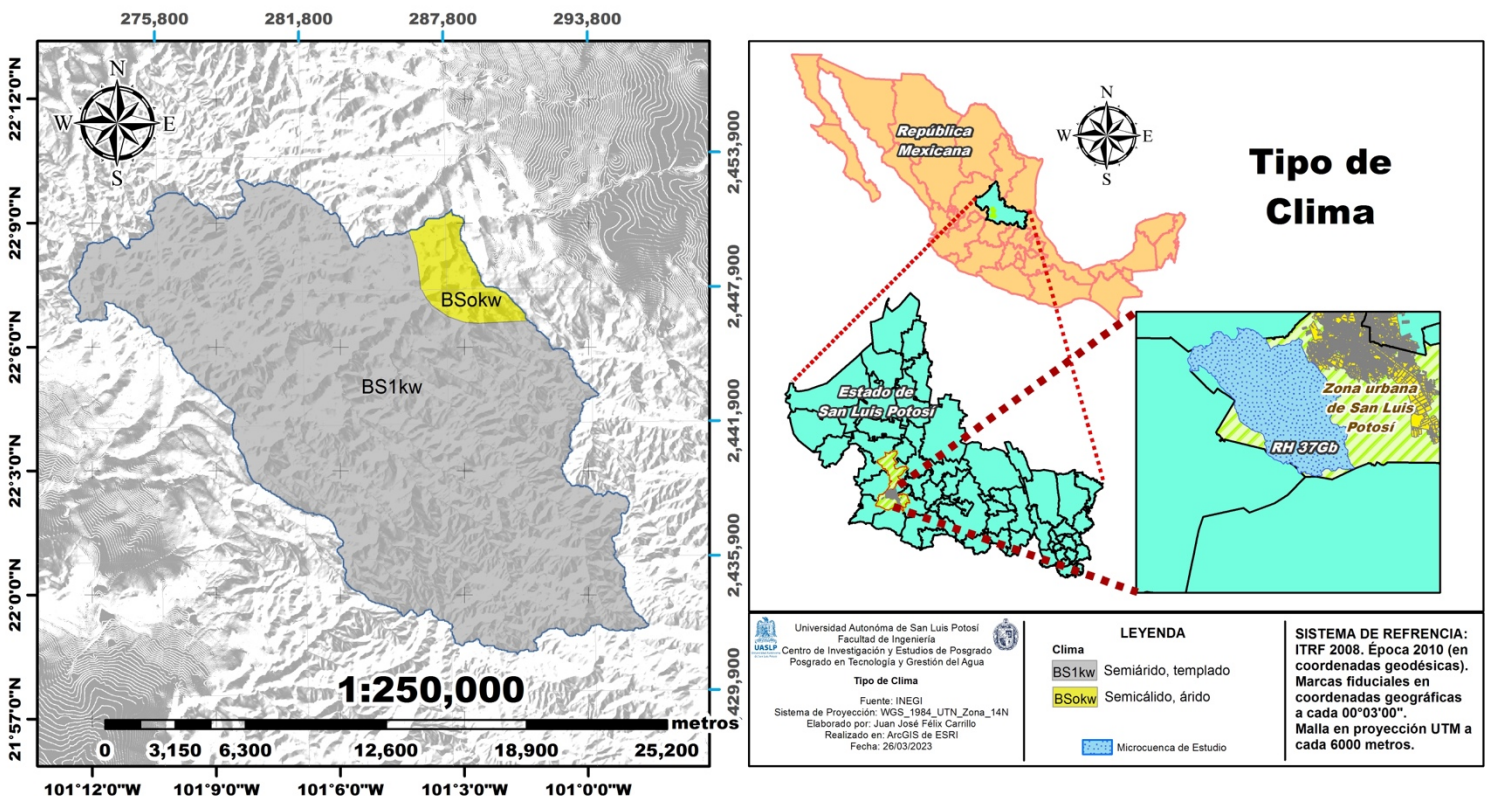 275,800
281,800
287,800
293,800
22°12'0"N
22°9'0"N
22°6'0"N
22°3'0"N
22°0'0"N
21°57'0"N
N
W
E
S
BSokw
BS1kw
2,453,900
2,447,900
2,441,900
2,435,900
2,429,900
1:250,000
metros
0
3,150
6,300
12,600
18,900
25,200
101°12'0"W
101°9'0"W
101°6'0"W
101°3'0"W
101°0'0"W
República
Mexicana
N
W
E
S
Tipo de
Clima
Estado de
San Luis Potosí
Zona urbana
de San Luis
Potosí
RH 37Gb
UASLP
Universidad Autonóma de San Luis Potosí
Facultad de Ingeniería
Centro de Investigación y Estudios de Posgrado
Posgrado en Tecnología y Grestión del Agua
Tipo de Clima
Fuente: INEGI
Sistema de Proyección: WGS_1984_UTN_Zona_14N
Elaborado por: Juan José Félix Carrillo
Realizado en: ArcGIS de ESRI
Fecha: 26/03/2023
LEYENDA
Clima
BS1kw Semiárido, templado
BSokw Semicálido, árido
Microcuenca de Estudio
SISTEMA DE REFRENCIA:
ITRF 2008. Época 2010 (en
coordenadas geodésicas).
Marcas fiduciales en
coordenadas geográficas
a cada 00°03'00".
Malla en proyección UTM a
cada 6000 metros.